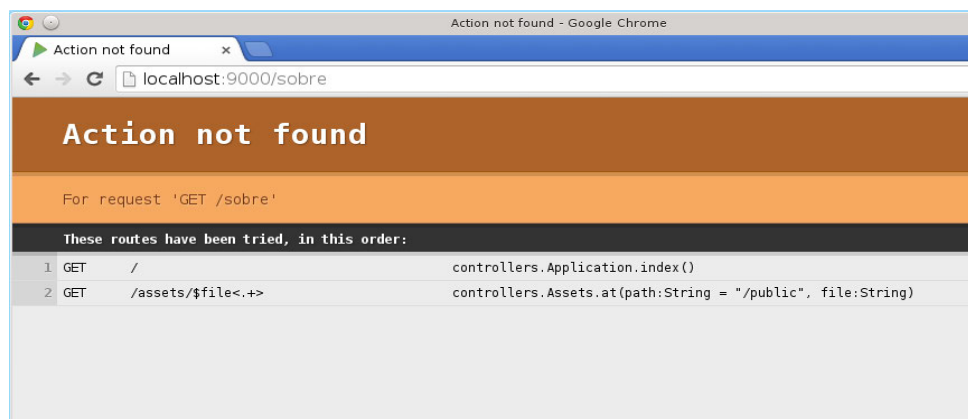 Action not found - Google Chrome
Action not found ×
localhost:9000/sobre
Action not found
For request 'GET /sobre'
These routes have been tried, in this order:
1 GET / controllers.Application.index()
2 GET /assets/$file<.+> controllers.Assets.at(path:String = "/public", file:String)